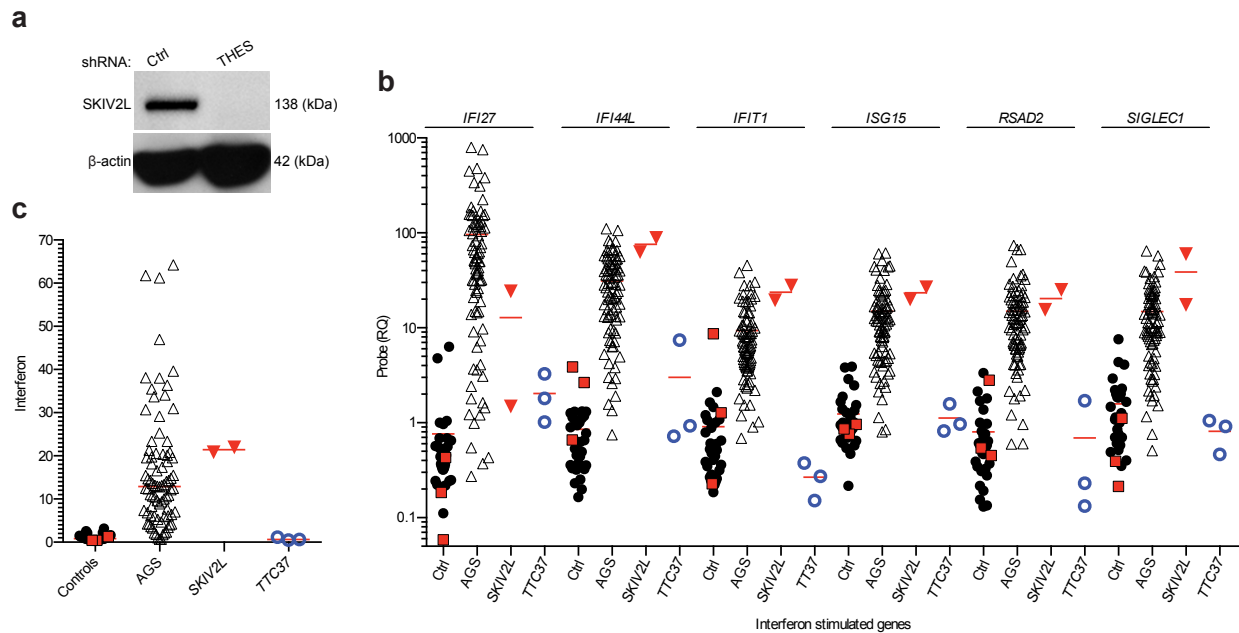 a
shRNA: Ctrl THES
SKIV2L 138 (kDa)
β-actin 42 (kDa)
b
IFI27 IFI44L IFIT1 ISG15 RSAD2 SIGLEC1
1000
100
10
1
0.1
Probe (RQ)
Ctrl AGS SKIV2L TTC37 Ctrl AGS SKIV2L TTC37 Ctrl AGS SKIV2L TT37 Ctrl AGS SKIV2L TTC37 Ctrl AGS SKIV2L TTC37 Ctrl AGS SKIV2L TTC37
Interferon stimulated genes
c
70
60
50
40
30
20
10
0
Interferon
Controls AGS SKIV2L TTC37